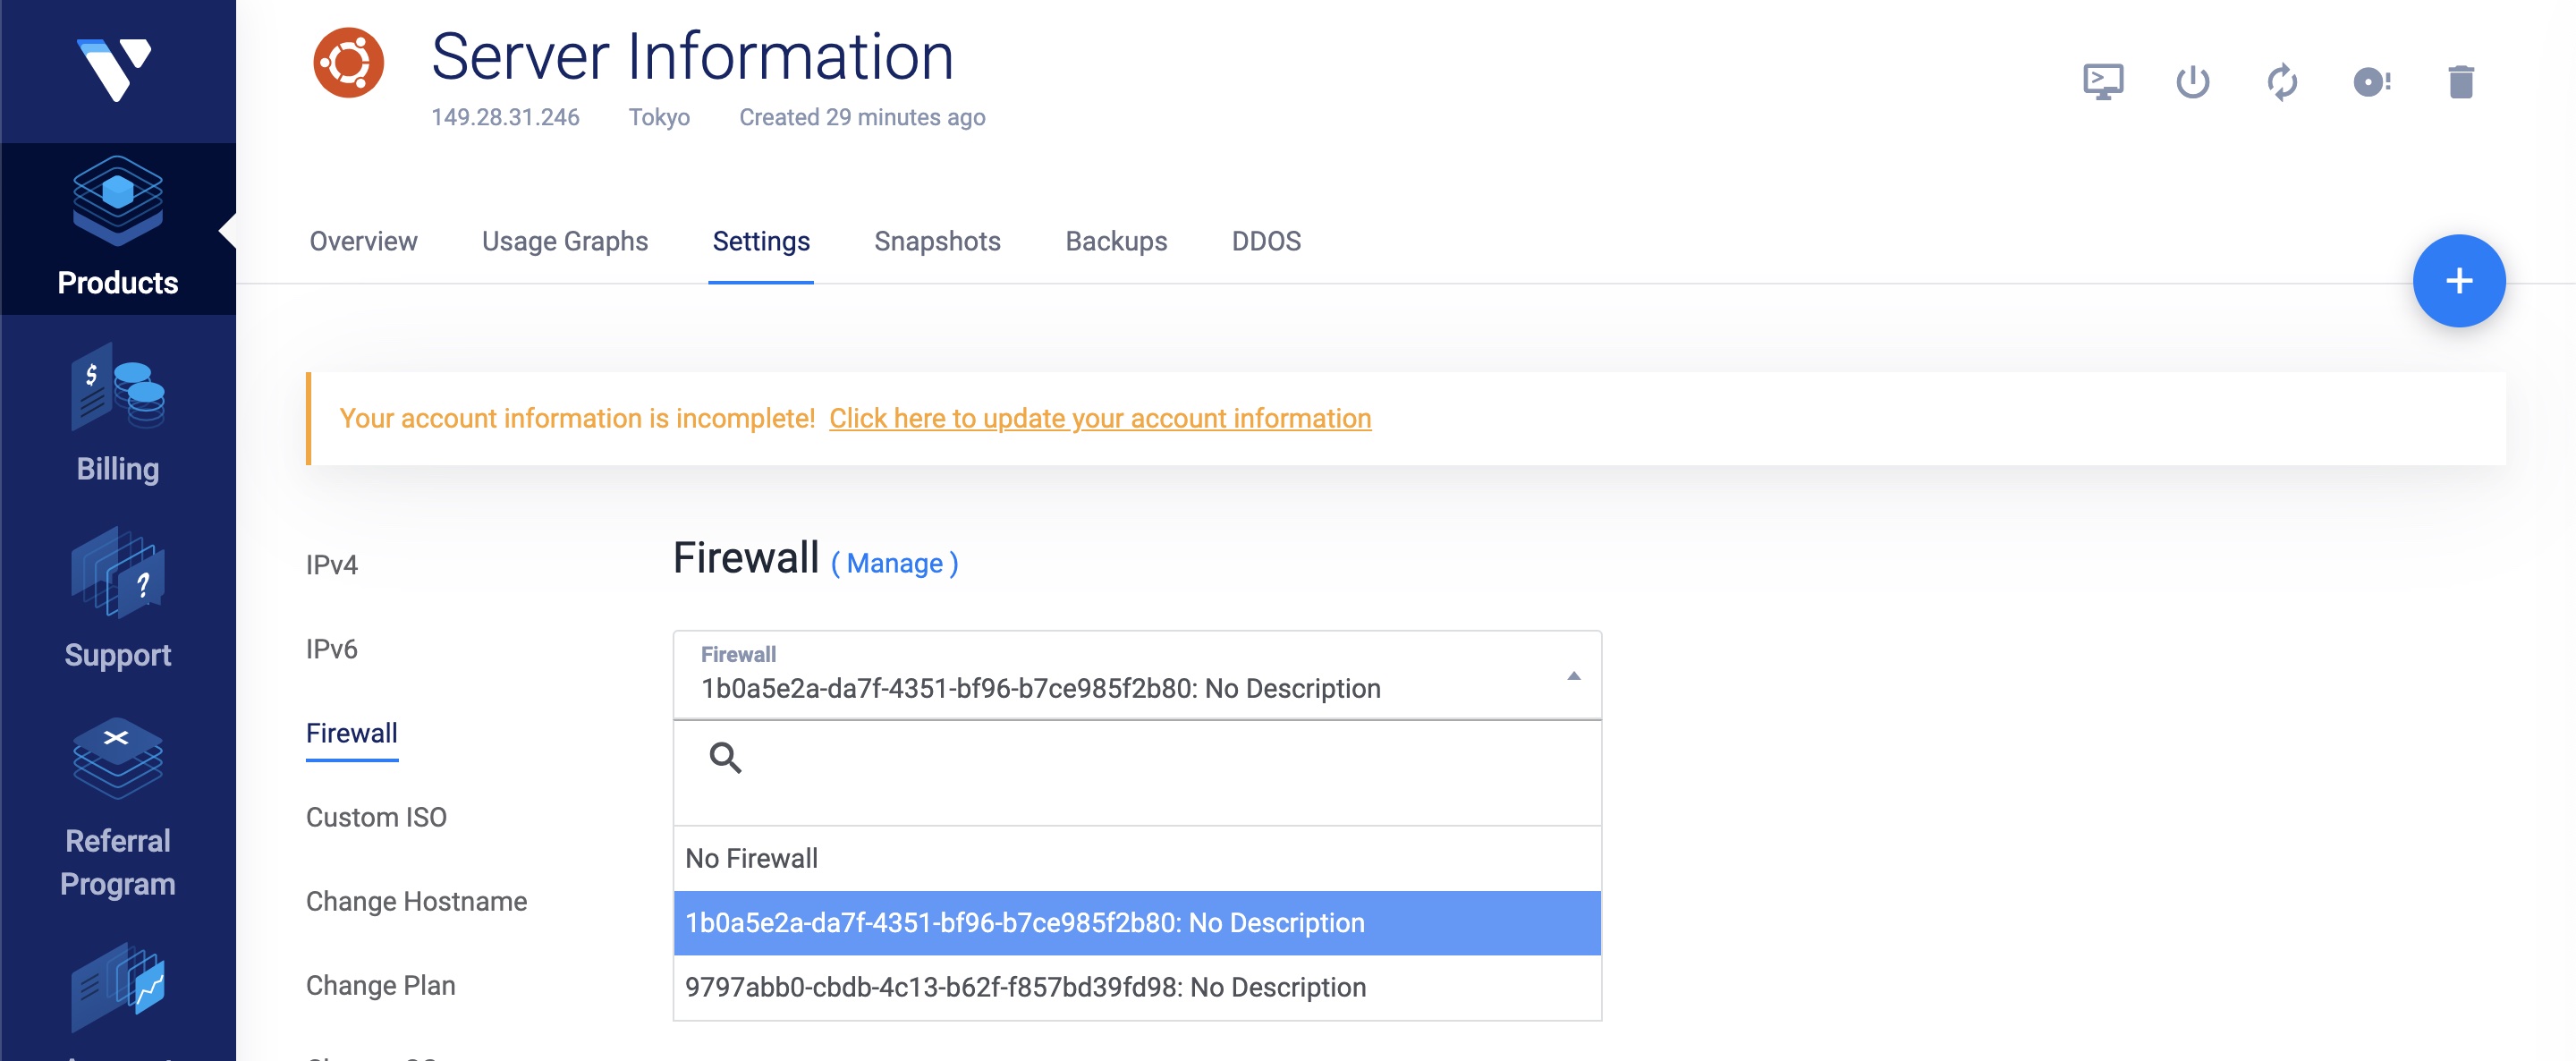 Server Information
149.28.31.246 Tokyo Created 29 minutes ago
Products
Overview Usage Graphs Settings Snapshots Backups DDOS
+
Your account information is incomplete! Click here to update your account information
Billing
Support
Referral
Program
IPv4
IPv6
Firewall
Custom ISO
Change Hostname
Change Plan
Firewall ( Manage )
Firewall
1b0a5e2a-da7f-4351-bf96-b7ce985f2b80: No Description
No Firewall
1b0a5e2a-da7f-4351-bf96-b7ce985f2b80: No Description
9797abb0-cbdb-4c13-b62f-f857bd39fd98: No Description